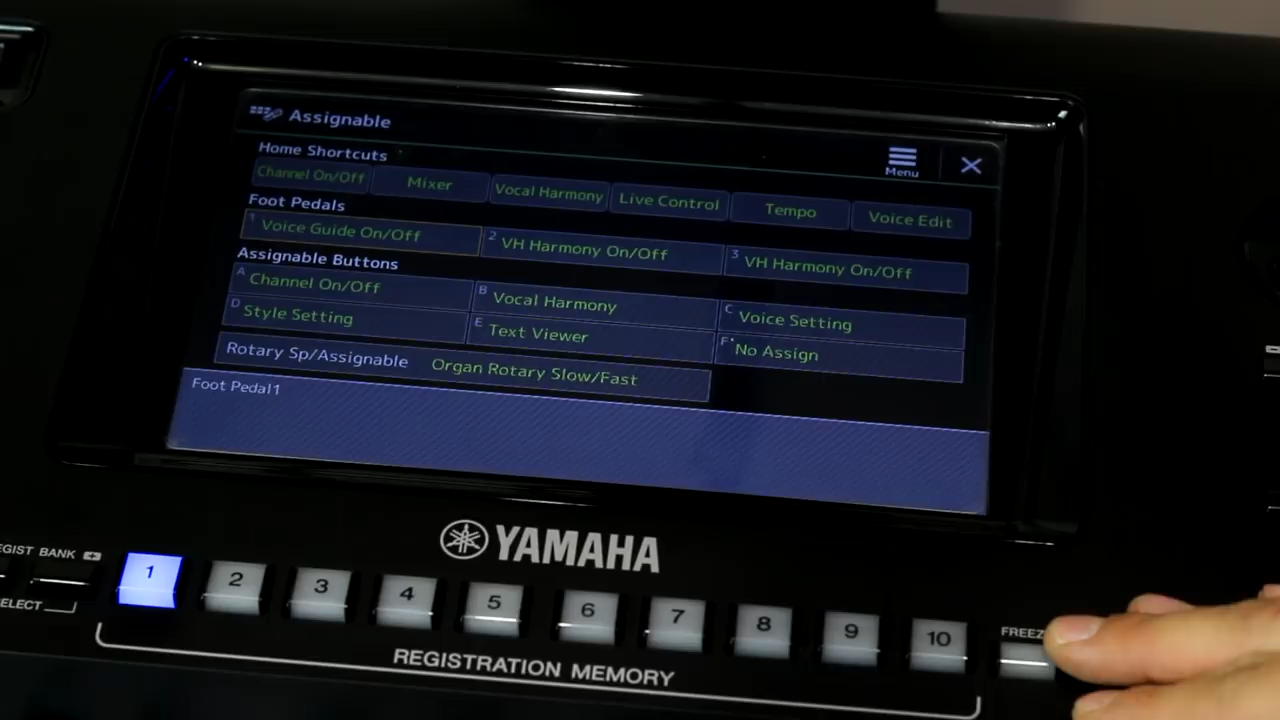 Assignable
Menu
Home Shortcuts
Channel On/Off Mixer Vocal Harmony Live Control Tempo Voice Edit
Foot Pedals
1 Voice Guide On/Off 2 VH Harmony On/Off 3 VH Harmony On/Off
Assignable Buttons
A Channel On/Off B Vocal Harmony C Voice Setting
D Style Setting E Text Viewer F No Assign
Rotary Sp/Assignable Organ Rotary Slow/Fast
Foot Pedal1
YAMAHA
EGIST BANK +
1 2 3 4 5 6 7 8 9 10
FREEZ
SELECT
REGISTRATION MEMORY